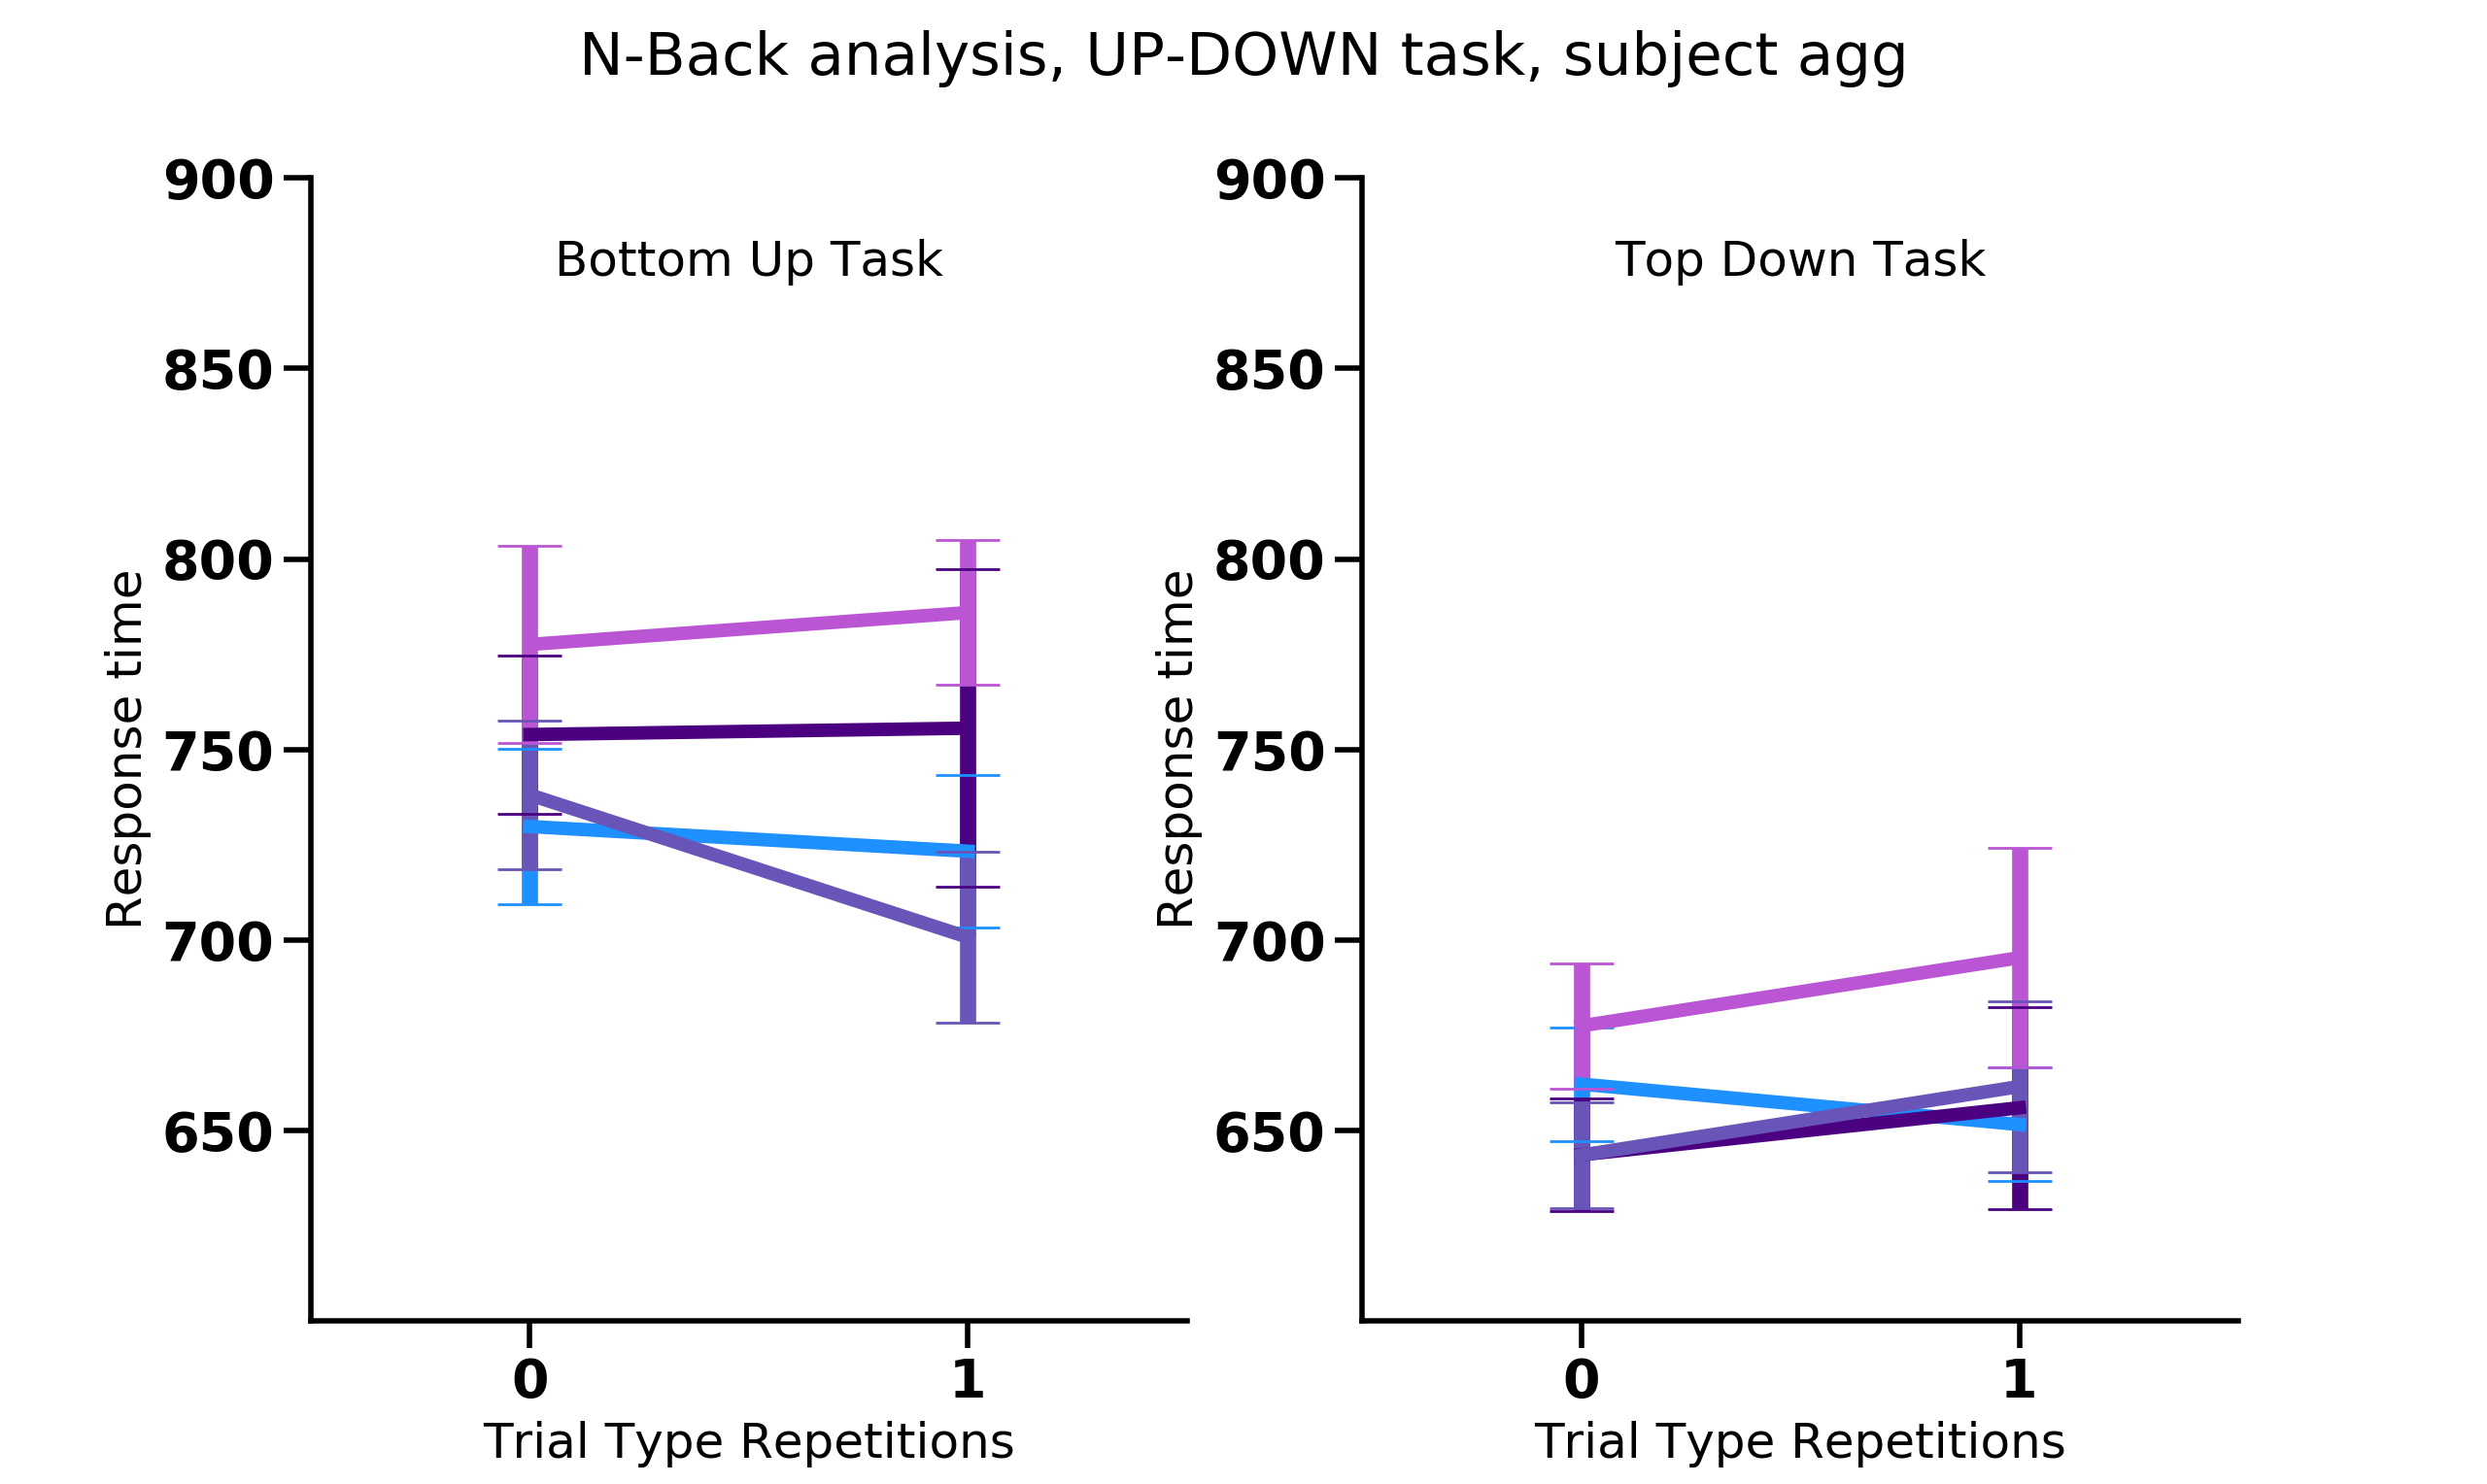 N-Back analysis, UP-DOWN task, subject agg
Bottom Up Task
Response time
900
850
800
750
700
650
0 1
Trial Type Repetitions
Top Down Task
Response time
900
850
800
750
700
650
0 1
Trial Type Repetitions